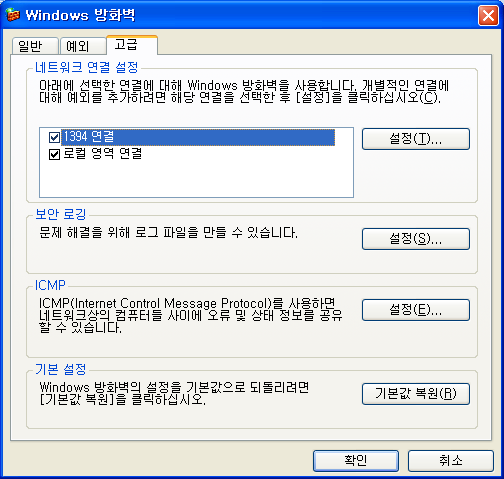 Windows 방화벽
일반
예외
고급
네트워크 연결 설정
아래에 선택한 연결에 대해 Windows 방화벽을 사용합니다. 개별적인 연결에
대해 예외를 추가하려면 해당 연결을 선택한 후 [설정]을 클릭하십시오(C).
1394 연결
로컬 영역 연결
설정(T)...
보안 로깅
문제 해결을 위해 로그 파일을 만들 수 있습니다.
설정(S)...
ICMP
ICMP(Internet Control Message Protocol)를 사용하면
네트워크상의 컴퓨터들 사이에 오류 및 상태 정보를 공유
할 수 있습니다.
설정(E)...
기본 설정
Windows 방화벽의 설정을 기본값으로 되돌리려면
[기본값 복원]을 클릭하십시오.
기본값 복원(R)
확인
취소